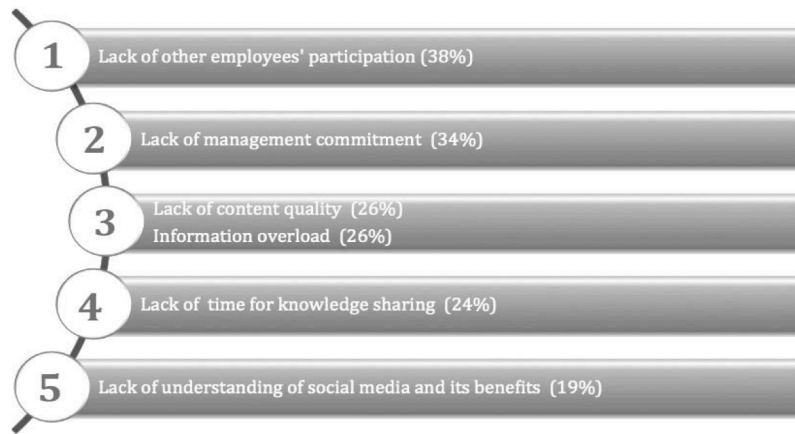 1
Lack of other employees' participation (38%)
2
Lack of management commitment (34%)
3
Lack of content quality (26%)
Information overload (26%)
4
Lack of time for knowledge sharing (24%)
5
Lack of understanding of social media and its benefits (19%)